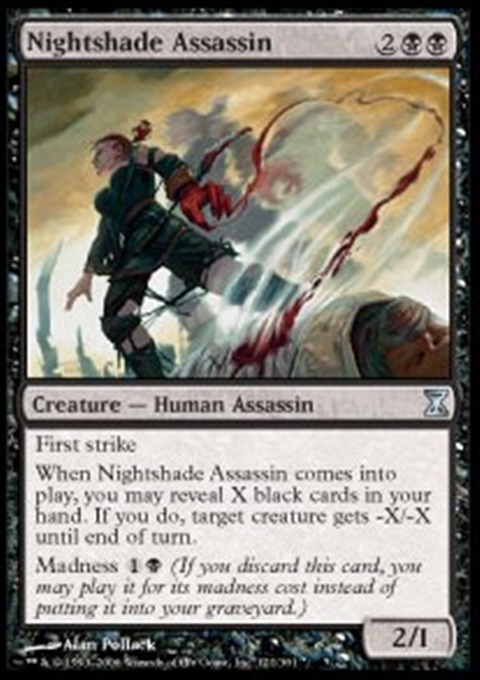 Nightshade Assassin 2
Creature — Human Assassin
First strike
When Nightshade Assassin comes into
play, you may reveal X black cards in your
hand. If you do, target creature gets -X/-X
until end of turn.
Madness 1 (If you discard this card, you
may play it for its madness cost instead of
putting it into your graveyard.)
Alan Pollack
2/1